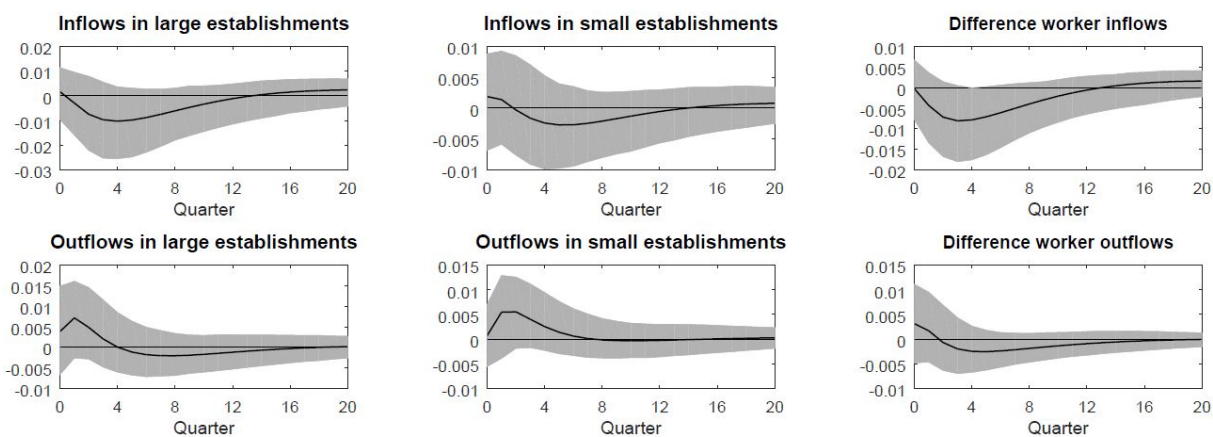 Inflows in large establishments
0.02
0.01
0
-0.01
-0.02
-0.03
0 4 8 12 16 20
Quarter
Inflows in small establishments
0.01
0.005
0
-0.005
-0.01
0 4 8 12 16 20
Quarter
Difference worker inflows
0.01
0.005
0
-0.005
-0.01
-0.015
-0.02
0 4 8 12 16 20
Quarter
Outflows in large establishments
0.02
0.015
0.01
0.005
0
-0.005
-0.01
0 4 8 12 16 20
Quarter
Outflows in small establishments
0.015
0.01
0.005
0
-0.005
-0.01
0 4 8 12 16 20
Quarter
Difference worker outflows
0.015
0.01
0.005
0
-0.005
-0.01
0 4 8 12 16 20
Quarter